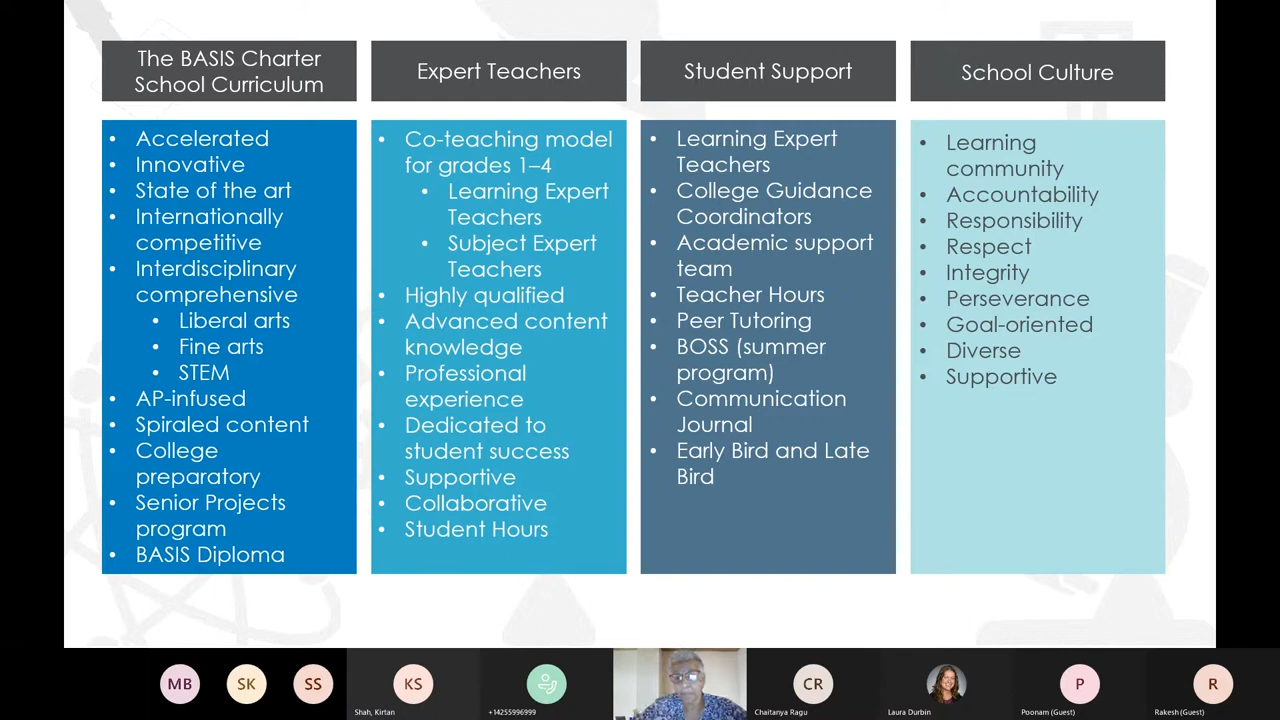 The BASIS Charter
School Curriculum
• Accelerated
• Innovative
• State of the art
• Internationally
competitive
• Interdisciplinary
comprehensive
• Liberal arts
• Fine arts
• STEM
• AP-infused
• Spiraled content
• College
preparatory
• Senior Projects
program
• BASIS Diploma
Expert Teachers
• Co-teaching model
for grades 1–4
• Learning Expert
Teachers
• Subject Expert
Teachers
• Highly qualified
• Advanced content
knowledge
• Professional
experience
• Dedicated to
student success
• Supportive
• Collaborative
• Student Hours
Student Support
• Learning Expert
Teachers
• College Guidance
Coordinators
• Academic support
team
• Teacher Hours
• Peer Tutoring
• BOSS (summer
program)
• Communication
Journal
• Early Bird and Late
Bird
School Culture
• Learning
community
• Accountability
• Responsibility
• Respect
• Integrity
• Perseverance
• Goal-oriented
• Diverse
• Supportive
MB
SK
SS
KS
Shah, Kirtan
+14255996999
CR
Chaitanya Ragu
Laura Durbin
P
Poonam (Guest)
R
Rakesh (Guest)